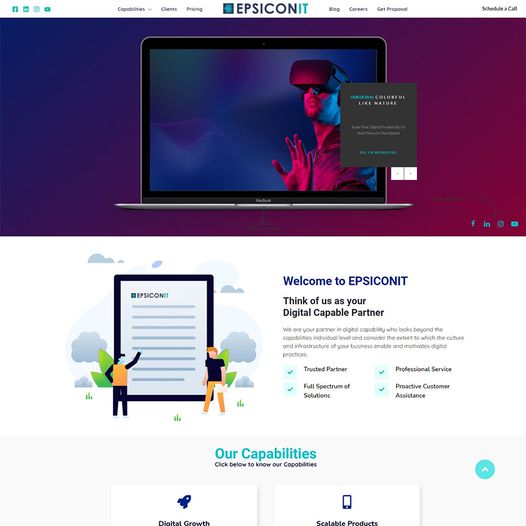 Capabilities
Clients
Pricing
EPSICONIT
Blog
Careers
Get Proposal
Schedule a Call
OUR DESIGN COLORFUL
LIKE NATURE
Scale Your Digital Product By Us
And Thrive In The Market
YES, I'M INTERESTED
MacBook
EPSICONIT
Welcome to EPSICONIT
Think of us as your
Digital Capable Partner
We are your partner in digital capability who looks beyond the
capabilities individual level and consider the extent to which the culture
and infrastructure of your business enable and motivates digital
practices.
Trusted Partner
Professional Service
Full Spectrum of
Solutions
Proactive Customer
Assistance
Our Capabilities
Click below to know our Capabilities
Digital Growth
Scalable Products